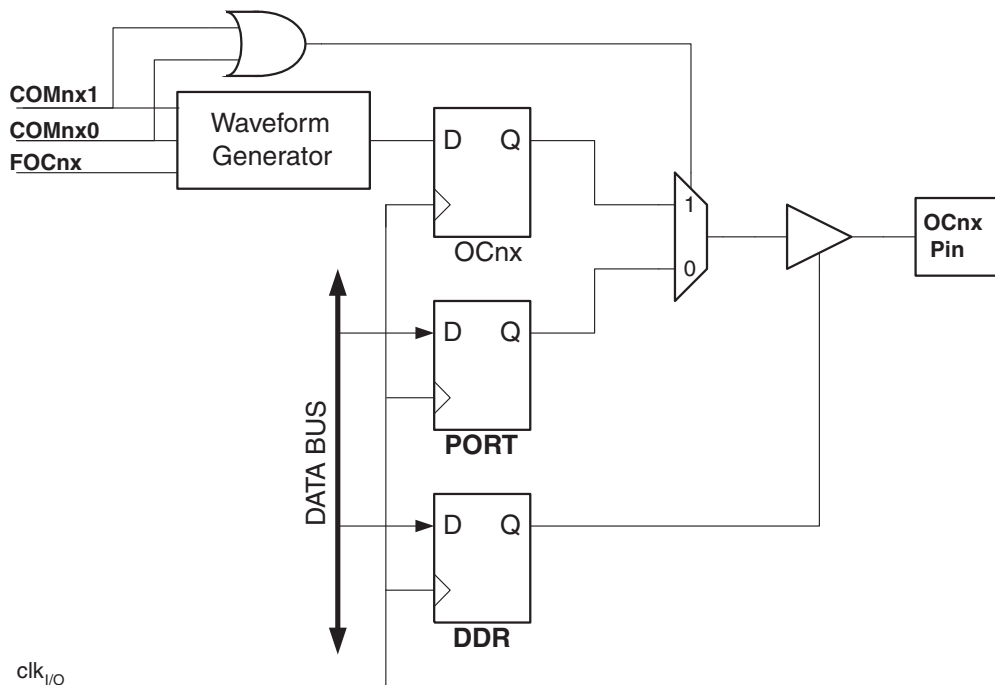 COMnx1
COMnx0
FOCnx
Waveform
Generator
D Q
OCnx
1
0
OCnx
Pin
DATA BUS
D Q
PORT
D Q
DDR
clkI/O